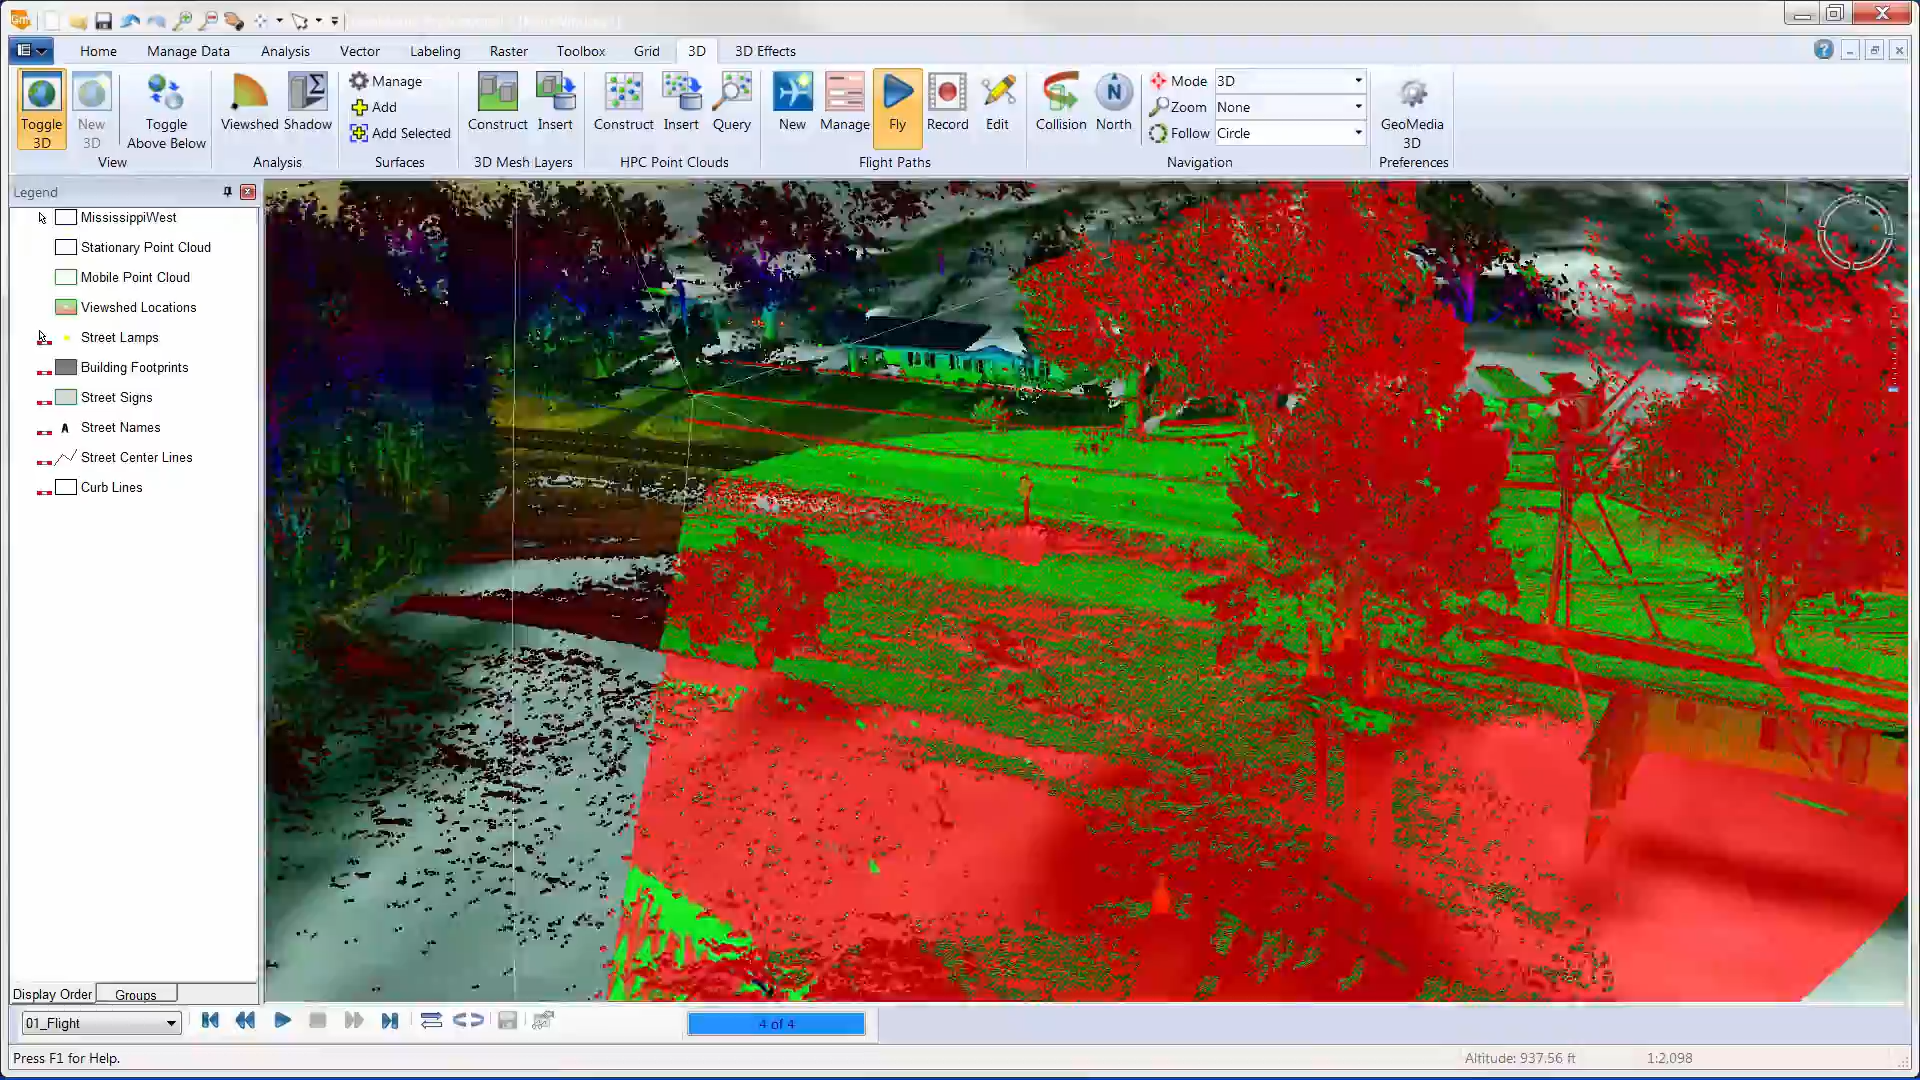 Gm
Home Manage Data Analysis Vector Labeling Raster Toolbox Grid 3D 3D Effects
Toggle 3D
New 3D
Toggle Above Below
View
Viewshed Shadow
Analysis
Manage
Add
Add Selected
Surfaces
Construct Insert
3D Mesh Layers
Construct Insert Query
HPC Point Clouds
New Manage Fly Record Edit
Flight Paths
Collision
N
North
Mode 3D
Zoom None
Follow Circle
Navigation
GeoMedia 3D
Preferences
Legend
MississippiWest
Stationary Point Cloud
Mobile Point Cloud
Viewshed Locations
Street Lamps
Building Footprints
Street Signs
A Street Names
Street Center Lines
Curb Lines
Display Order Groups
01_Flight
4 of 4
Press F1 for Help.
Altitude: 937.56 ft
1:2,098